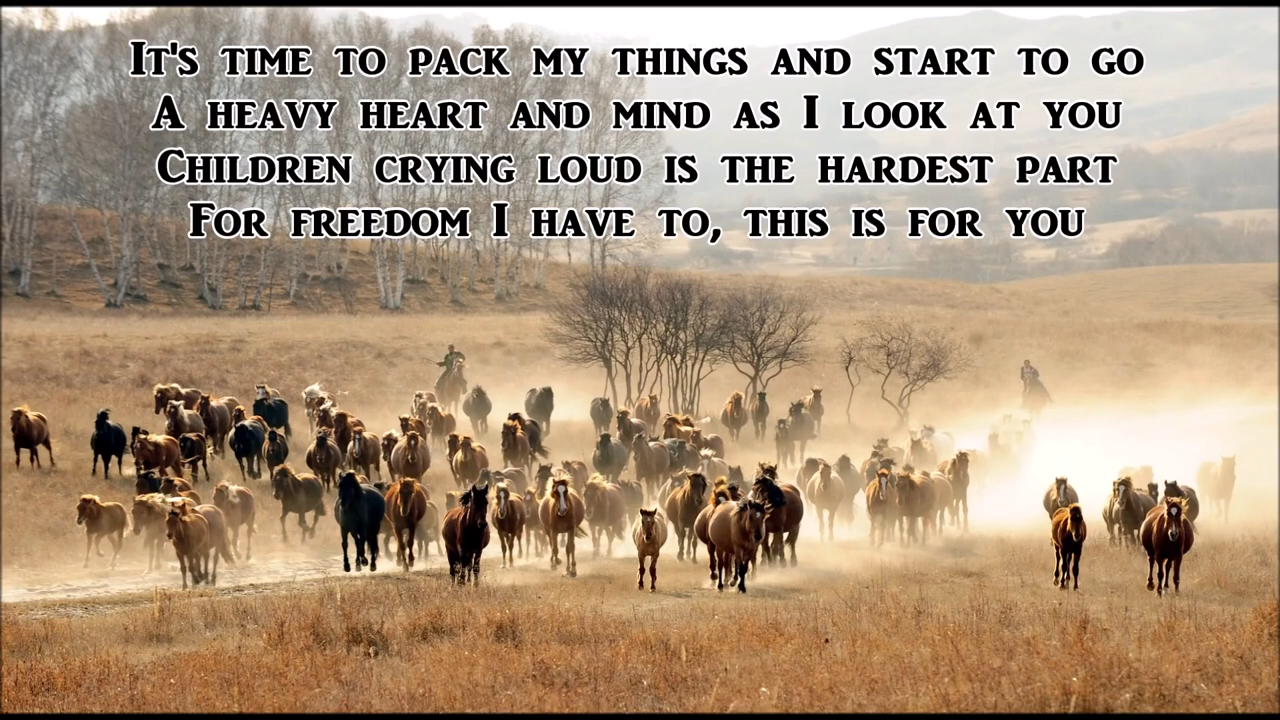 It's time to pack my things and start to go
A heavy heart and mind as I look at you
Children crying loud is the hardest part
For freedom I have to, this is for you